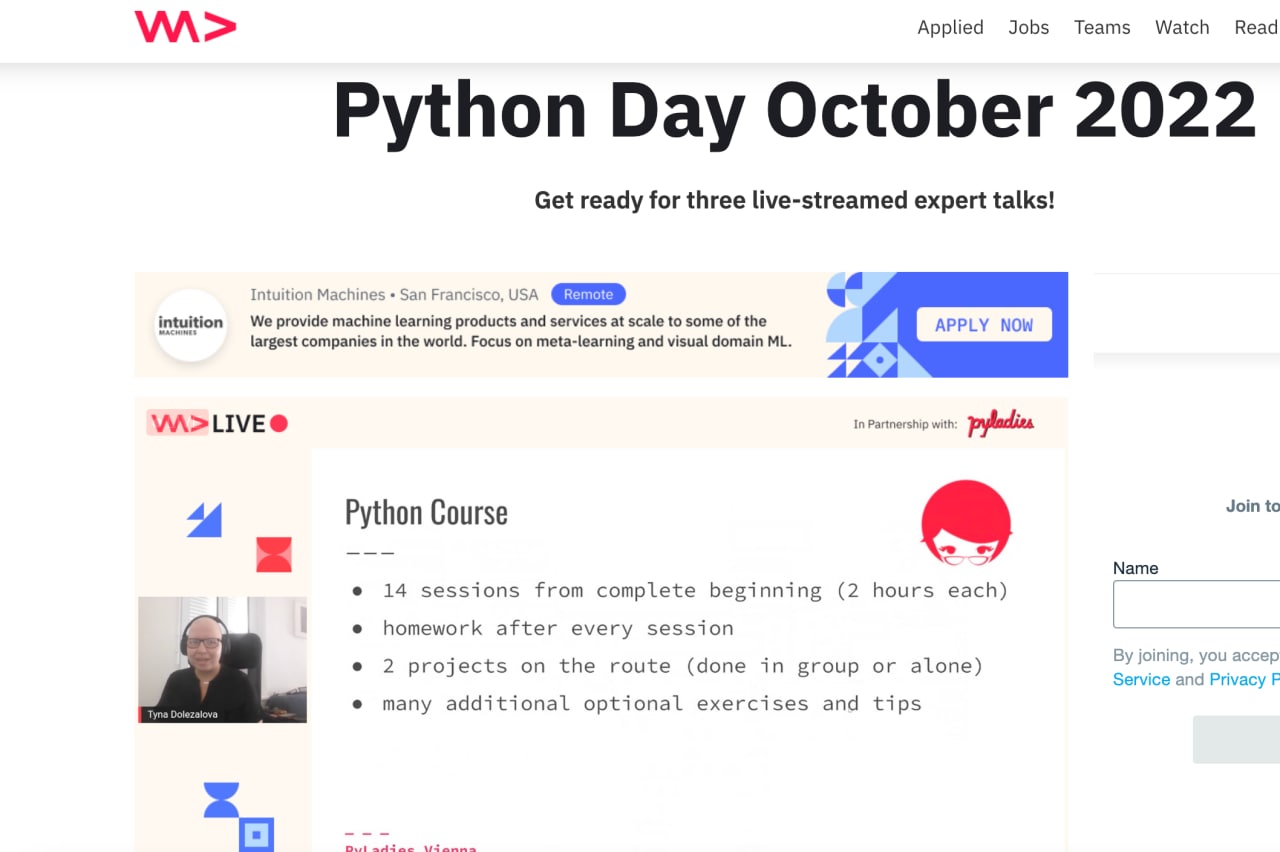 Applied Jobs Teams Watch Read
Python Day October 2022
Get ready for three live-streamed expert talks!
intuition
MACHINES
Intuition Machines • San Francisco, USA Remote
We provide machine learning products and services at scale to some of the
largest companies in the world. Focus on meta-learning and visual domain ML.
APPLY NOW
LIVE
In Partnership with: pyladies
Python Course
---
● 14 sessions from complete beginning (2 hours each)
● homework after every session
● 2 projects on the route (done in group or alone)
● many additional optional exercises and tips
Tyna Dolezalova
---
PyLadies Vienna
Join to
Name
By joining, you accep
Service and Privacy P